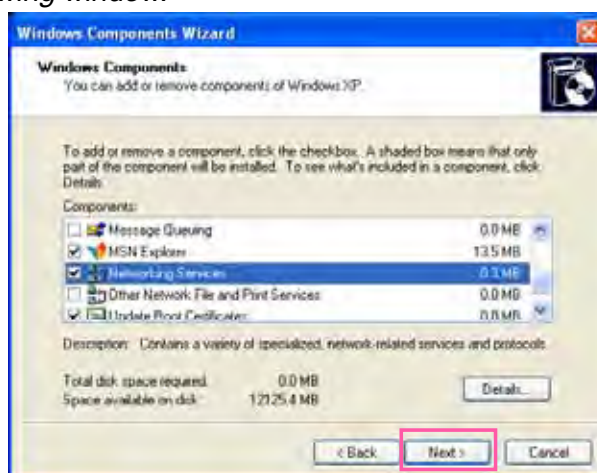 Windows Components Wizard
Windows Components
You can add or remove components of Windows XP.
To add or remove a component, click the checkbox. A shaded box means that only
part of the component will be installed. To see what's included in a component, click
Details.
Components:
Message Queuing 0.0 MB
MSN Explorer 13.5 MB
Networking Services 0.3 MB
Other Network File and Print Services 0.0 MB
Update Root Certificates 0.0 MB
Description: Contains a variety of specialized, network-related services and protocols.
Total disk space required: 0.0 MB
Details...
Space available on disk: 12125.4 MB
< Back Next > Cancel